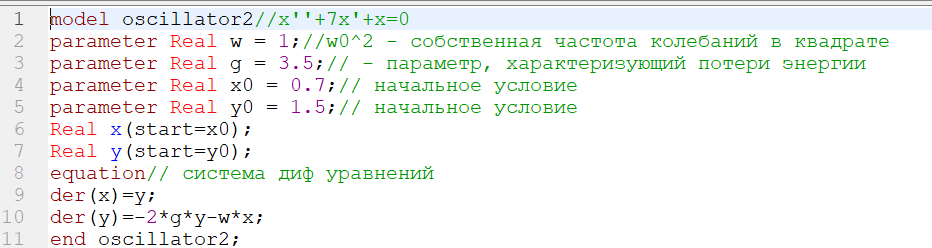 1 model oscillator2//x''+7x'+x=0
2 parameter Real w = 1;//w0^2 - собственная частота колебаний в квадрате
3 parameter Real g = 3.5;// - параметр, характеризующий потери энергии
4 parameter Real x0 = 0.7;// начальное условие
5 parameter Real y0 = 1.5;// начальное условие
6 Real x(start=x0);
7 Real y(start=y0);
8 equation// система диф уравнений
9 der(x)=y;
10 der(y)=-2*g*y-w*x;
11 end oscillator2;